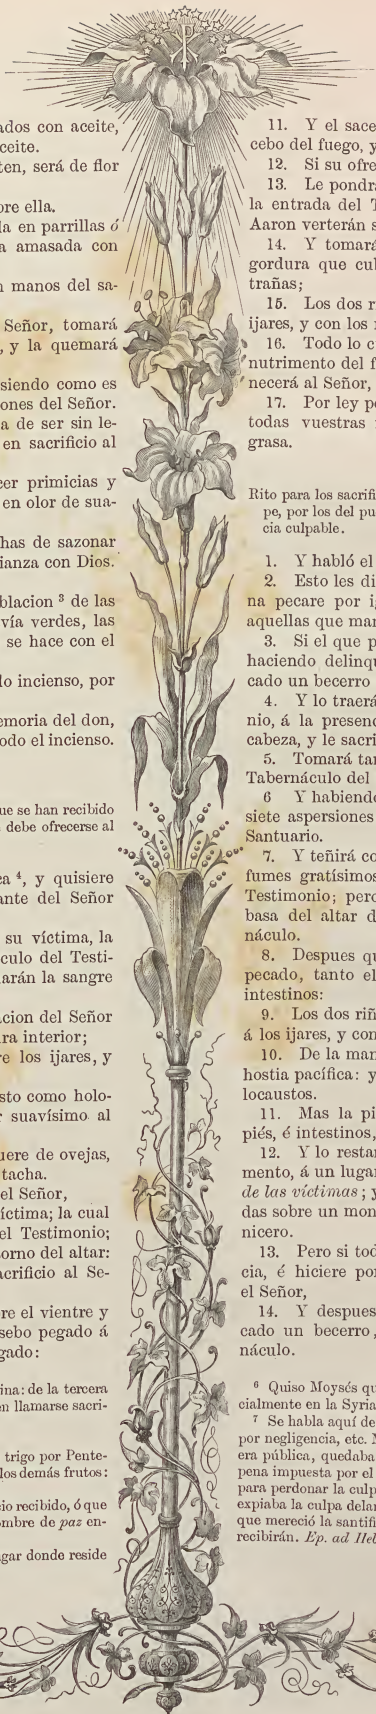 ados con aceite,
ceite.
ten, será de flor
bre ella.
da en parrillas ó
a amasada con
n manos del sa-
Señor, tomará
, y la quemará
siendo como es
ones del Señor.
a de ser sin le-
en sacrificio al
cer primicias y
en olor de sua-
has de sazonar
ianza con Dios.
blacion ³ de las
vía verdes, las
se hace con el
lo incienso, por
emoria del don,
odo el incienso.
que se han recibido
debe ofrecerse al
ca ⁴, y quisiere
ante del Señor
su víctima, la
culo del Testi-
marán la sangre
acion del Señor
ura interior;
re los ijares, y
sto como holo-
r suavísimo al
uere de ovejas,
tacha.
el Señor,
íctima; la cual
el Testimonio;
torno del altar:
acrificio al Se-
re el vientre y
sebo pegado á
gado:
ina: de la tercera
en llamarse sacri-
trigo por Pente-
los demás frutos:
cio recibido, ó que
ombre de paz en-
gar donde reside
11. Y el sace
cebo del fuego, y
12. Si su ofre
13. Le pondrá
la entrada del T
Aaron verterán s
14. Y tomará
gordura que cul
trañas;
15. Los dos ri
ijares, y con los r
16. Todo lo c
nutrimento del f
necerá al Señor,
17. Por ley pe
todas vuestras
grasa.
Rito para los sacrifi
pe, por los del pu
cia culpable.
1. Y habló el
2. Esto les di
na pecare por ig
aquellas que man
3. Si el que p
haciendo delinqu
cado un becerro
4. Y lo traerá
nio, á la presenc
cabeza, y le sacri
5. Tomará tam
Tabernáculo del
6 Y habiendo
siete aspersiones
Santuario.
7. Y teñirá co
fumes gratísimos
Testimonio; pero
basa del altar d
náculo.
8. Despues qu
pecado, tanto el
intestinos:
9. Los dos riñ
á los ijares, y con
10. De la man
hostia pacífica: y
locaustos.
11. Mas la pi
piés, é intestinos,
12. Y lo restan
mento, á un lugar
de las víctimas; y
das sobre un mon
nicero.
13. Pero si tod
cia, é hiciere por
el Señor,
14. Y despues
cado un becerro,
náculo.
⁶ Quiso Moysés qu
cialmente en la Syria
⁷ Se habla aquí de
por negligencia, etc. M
era pública, quedaba
pena impuesta por el
para perdonar la culp
expiaba la culpa delan
que mereció la santifi
recibirán. Ep. ad Heb